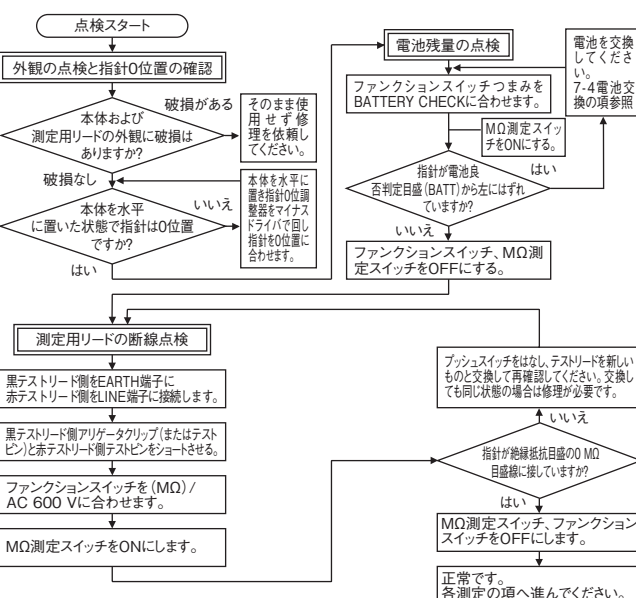 点検スタート
外観の点検と指針0位置の確認
本体および
測定用リードの外観に破損は
ありますか?
破損がある
そのまま使
用せず修
理を依頼し
てください。
破損なし
本体を水平
に置いた状態で指針は0位置
ですか?
いいえ
本体を水平に
置き指針0位調
整器をマイナス
ドライバで回し
指針を0位置に
合わせます。
はい
電池残量の点検
ファンクションスイッチつまみを
BATTERY CHECKに合わせます。
MΩ測定スイッ
チをONにする。
指針が電池良
否判定目盛(BATT)から左にはずれ
ていますか?
はい
電池を交換
してくださ
い。
7-4電池交
換の項参照
いいえ
ファンクションスイッチ、MΩ測
定スイッチをOFFにする。
測定用リードの断線点検
黒テストリード側をEARTH端子に
赤テストリード側をLINE端子に接続します。
黒テストリード側アリゲータクリップ(またはテスト
ピン)と赤テストリード側テストピンをショートさせる。
ファンクションスイッチを(MΩ)/
AC 600 Vに合わせます。
MΩ測定スイッチをONにします。
プッシュスイッチをはなし、テストリードを新しい
ものと交換して再確認してください。交換し
ても同じ状態の場合は修理が必要です。
いいえ
指針が絶縁抵抗目盛の0 MΩ
目盛線に接していますか?
はい
MΩ測定スイッチ、ファンクション
スイッチをOFFにします。
正常です。
各測定の項へ進んでください。